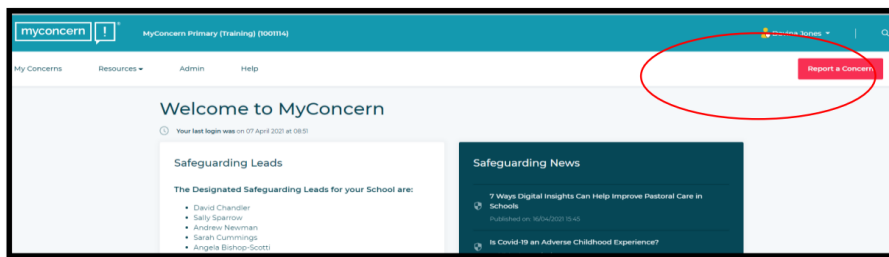 myconcern !
MyConcern Primary (Training) (1001114)
Davina Jones
My Concerns
Resources
Admin
Help
Report a Concern
Welcome to MyConcern
Your last login was on 07 April 2021 at 08:51
Safeguarding Leads
The Designated Safeguarding Leads for your School are:
David Chandler
Sally Sparrow
Andrew Newman
Sarah Cummings
Angela Bishop-Scotti
Safeguarding News
7 Ways Digital Insights Can Help Improve Pastoral Care in
Schools
Published on 16/04/2021 15:45
Is Covid-19 an Adverse Childhood Experience?